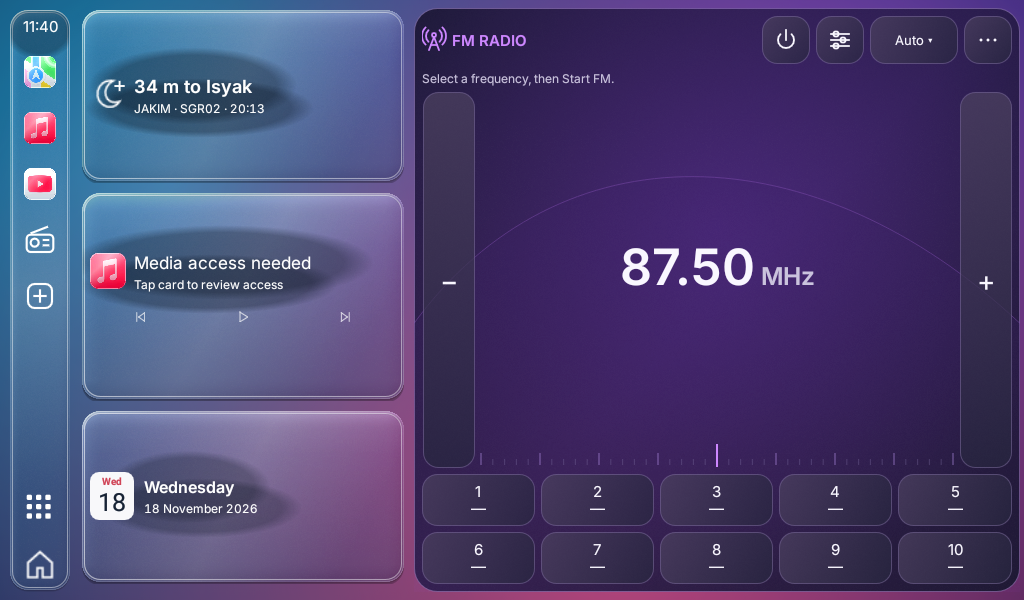 11:40
34 m to Isyak
JAKIM · SGR02 · 20:13
Media access needed
Tap card to review access
Wed
18
Wednesday
18 November 2026
FM RADIO
Auto ▾
Select a frequency, then Start FM.
−
87.50 MHz
+
1
—
2
—
3
—
4
—
5
—
6
—
7
—
8
—
9
—
10
—